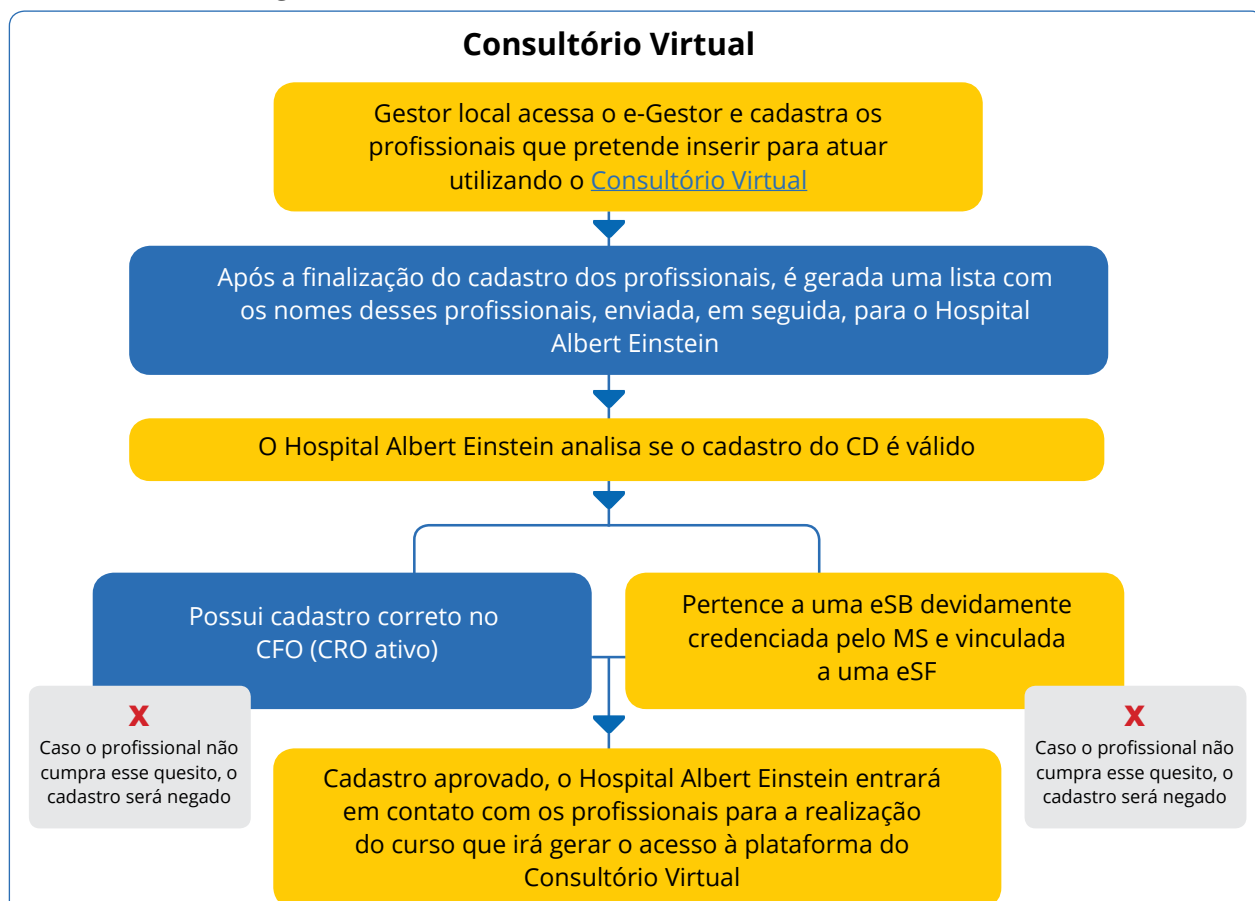 Consultório Virtual
Gestor local acessa o e-Gestor e cadastra os
profissionais que pretende inserir para atuar
utilizando o Consultório Virtual
Após a finalização do cadastro dos profissionais, é gerada uma lista com
os nomes desses profissionais, enviada, em seguida, para o Hospital
Albert Einstein
O Hospital Albert Einstein analisa se o cadastro do CD é válido
Possui cadastro correto no
CFO (CRO ativo)
X
Caso o profissional não
cumpra esse quesito, o
cadastro será negado
Pertence a uma eSB devidamente
credenciada pelo MS e vinculada
a uma eSF
X
Caso o profissional não
cumpra esse quesito, o
cadastro será negado
Cadastro aprovado, o Hospital Albert Einstein entrará
em contato com os profissionais para a realização
do curso que irá gerar o acesso à plataforma do
Consultório Virtual